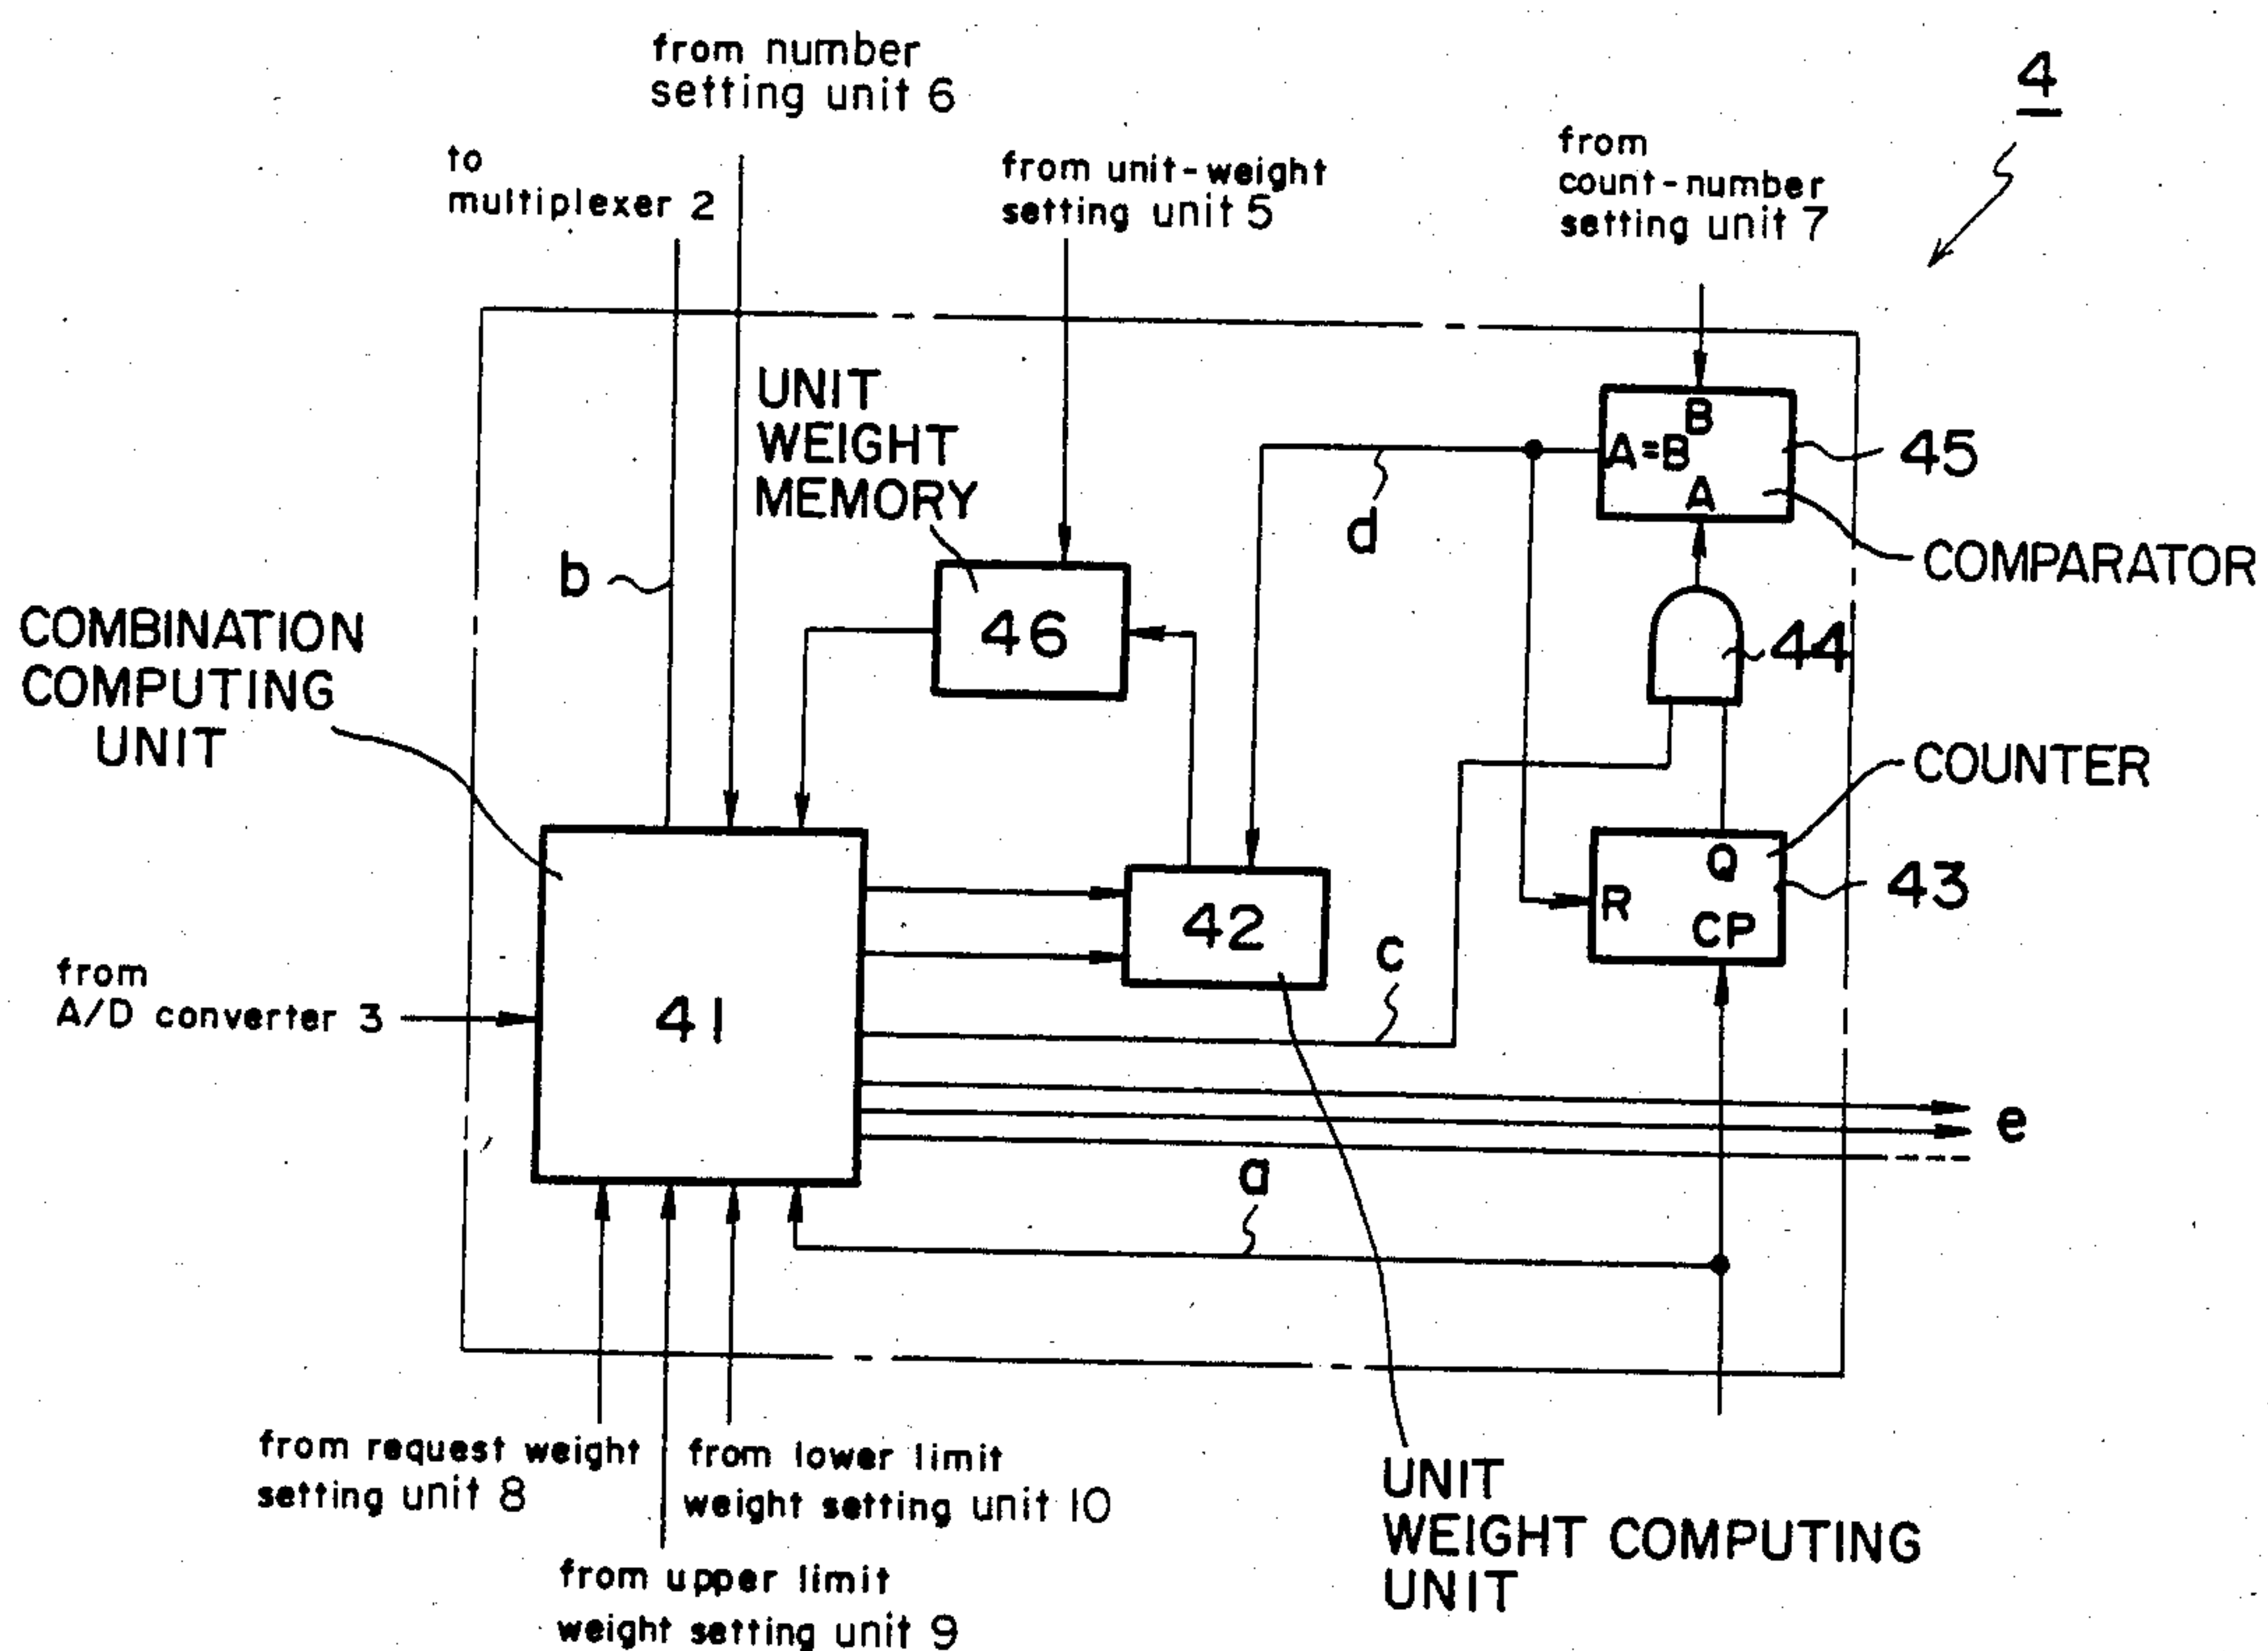 from number
setting unit 6
4
to
multiplexer 2
from unit-weight
setting unit 5
from
count-number
setting unit 7
UNIT
WEIGHT
MEMORY
B
A=B
A
45
d
COMPARATOR
b
46
44
COMBINATION
COMPUTING
UNIT
COUNTER
Q
43
R
CP
42
c
from
A/D converter 3
41
e
a
from request weight
setting unit 8
from lower limit
weight setting unit 10
from upper limit
weight setting unit 9
UNIT
WEIGHT COMPUTING
UNIT